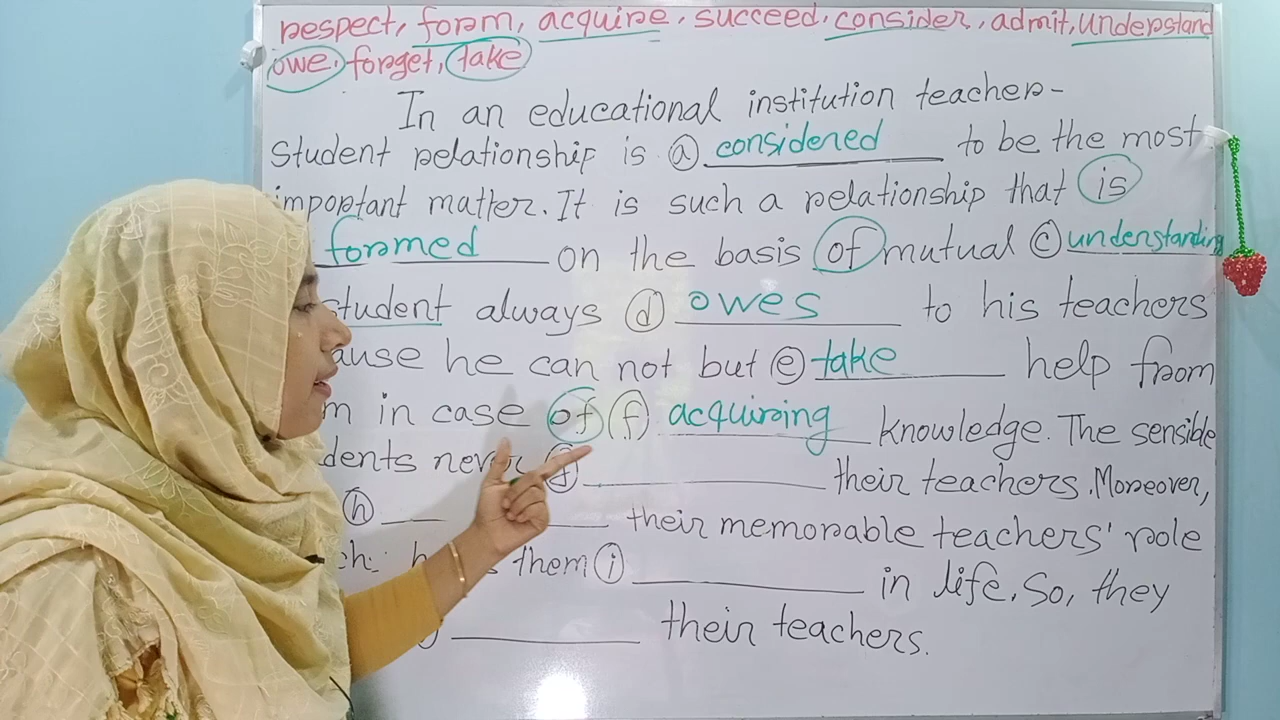 respect, form, acquire, succeed, consider, admit, understand
owe, forget, take
In an educational institution teacher-
student relationship is (a) considered to be the most
important matter. It is such a relationship that is
formed on the basis of mutual (c) understanding
student always (d) owes to his teachers
ause he can not but (e) take help from
m in case of (f) acquiring knowledge. The sensible
dents never their teachers. Moreover,
(h) their memorable teachers' role
them (i) in life. So, they
their teachers.